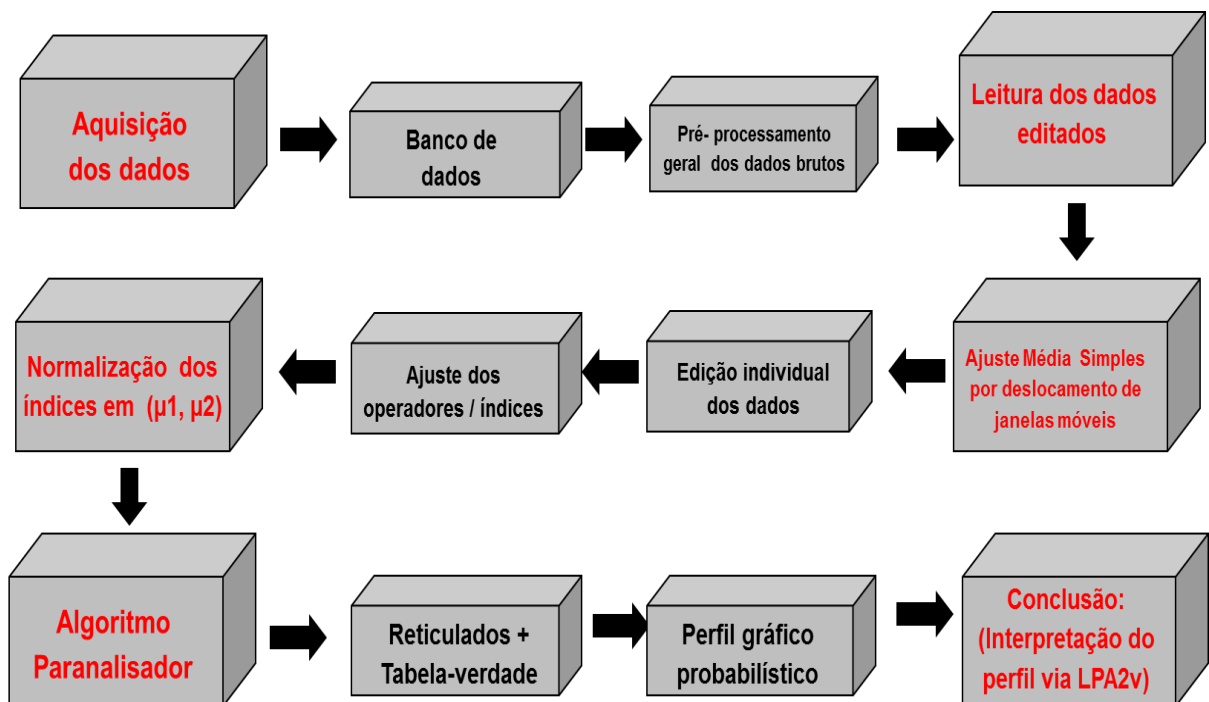 Aquisição
dos dados
Banco de
dados
Pré- processamento
geral dos dados brutos
Leitura dos dados
editados
Normalização dos
índices em (µ1, µ2)
Ajuste dos
operadores / índices
Edição individual
dos dados
Ajuste Média Simples
por deslocamento de
janelas móveis
Algoritmo
Paranalisador
Reticulados +
Tabela-verdade
Perfil gráfico
probabilístico
Conclusão:
(Interpretação do
perfil via LPA2v)